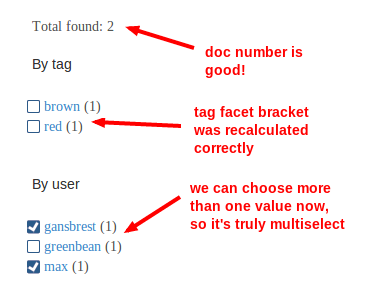 Total found: 2
doc number is
good!
By tag
brown (1)
red (1)
tag facet bracket
was recalculated
correctly
By user
we can choose more
than one value now,
so it's truly multiselect
gansbrest (1)
greenbean (1)
max (1)